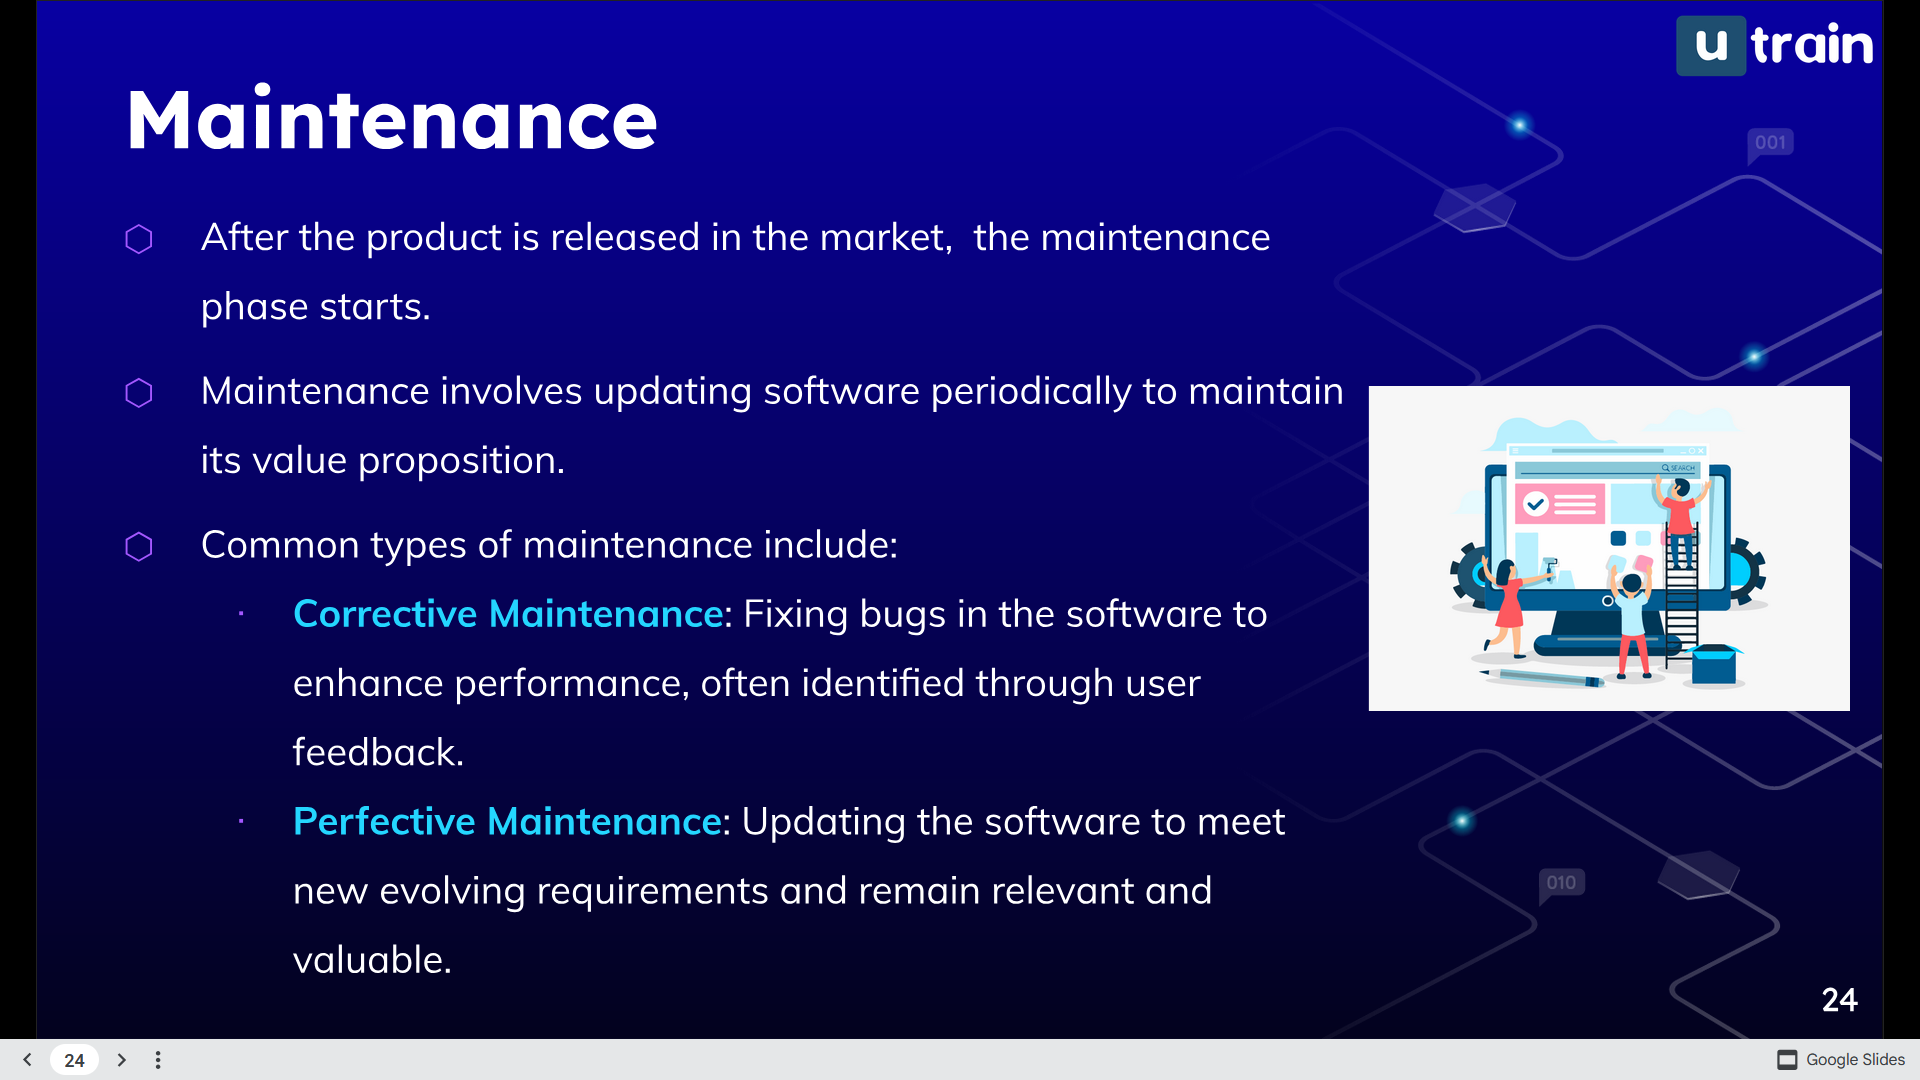 u train
Maintenance
001
After the product is released in the market,  the maintenance
phase starts.
Maintenance involves updating software periodically to maintain
its value proposition.
SEARCH
Common types of maintenance include:
Corrective Maintenance: Fixing bugs in the software to
enhance performance, often identified through user
feedback.
Perfective Maintenance: Updating the software to meet
new evolving requirements and remain relevant and
valuable.
010
24
24
Google Slides